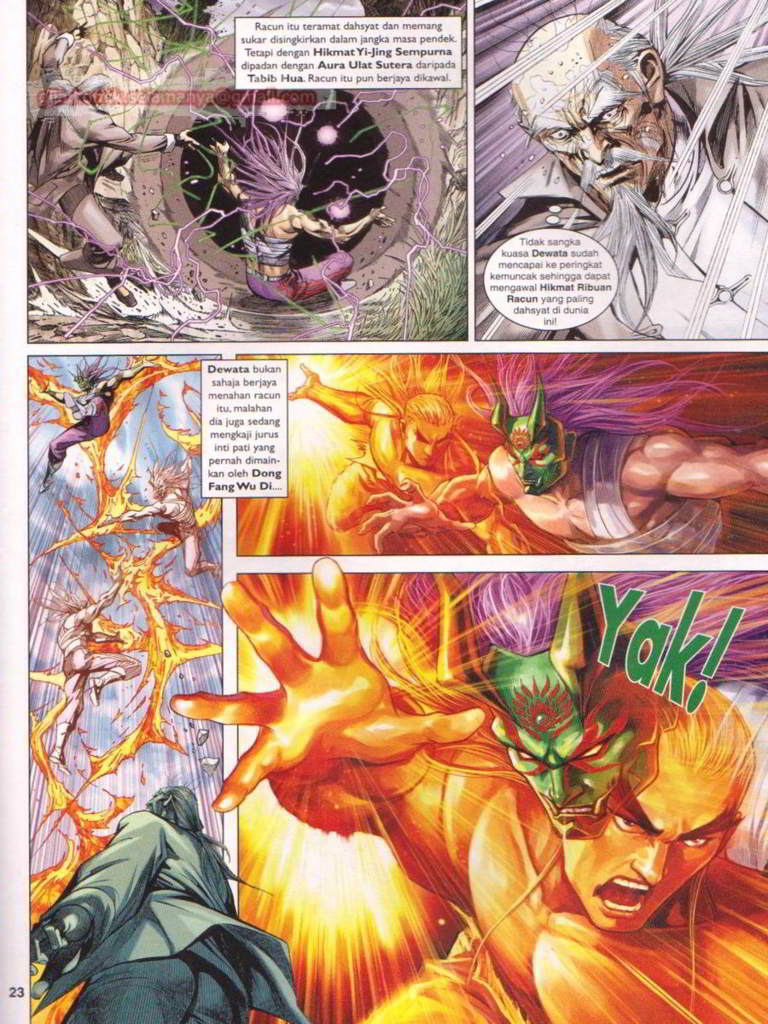 Racun itu teramat dahsyat dan memang
sukar disingkirkan dalam jangka masa pendek.
Tetapi dengan Hikmat Yi-Jing Sempurna
dipadan dengan Aura Ulat Sutera daripada
Tabib Hua. Racun itu pun berjaya dikawal.
Tidak sangka
kuasa Dewata sudah
mencapai ke peringkat
kemuncak sehingga dapat
mengawal Hikmat Ribuan
Racun yang paling
dahsyat di dunia
ini!
Dewata bukan
sahaja berjaya
menahan racun
itu, malahan
dia juga sedang
mengkaji jurus
inti pati yang
pernah dimain-
kan oleh Dong
Fang Wu Di....
Yak!
23